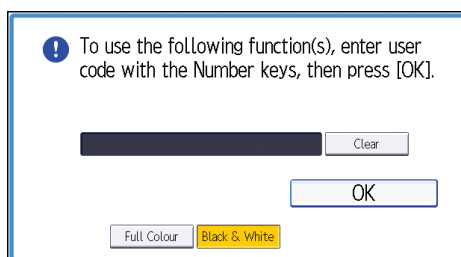 To use the following function(s), enter user
code with the Number keys, then press [OK].
Clear
OK
Full Colour Black & White